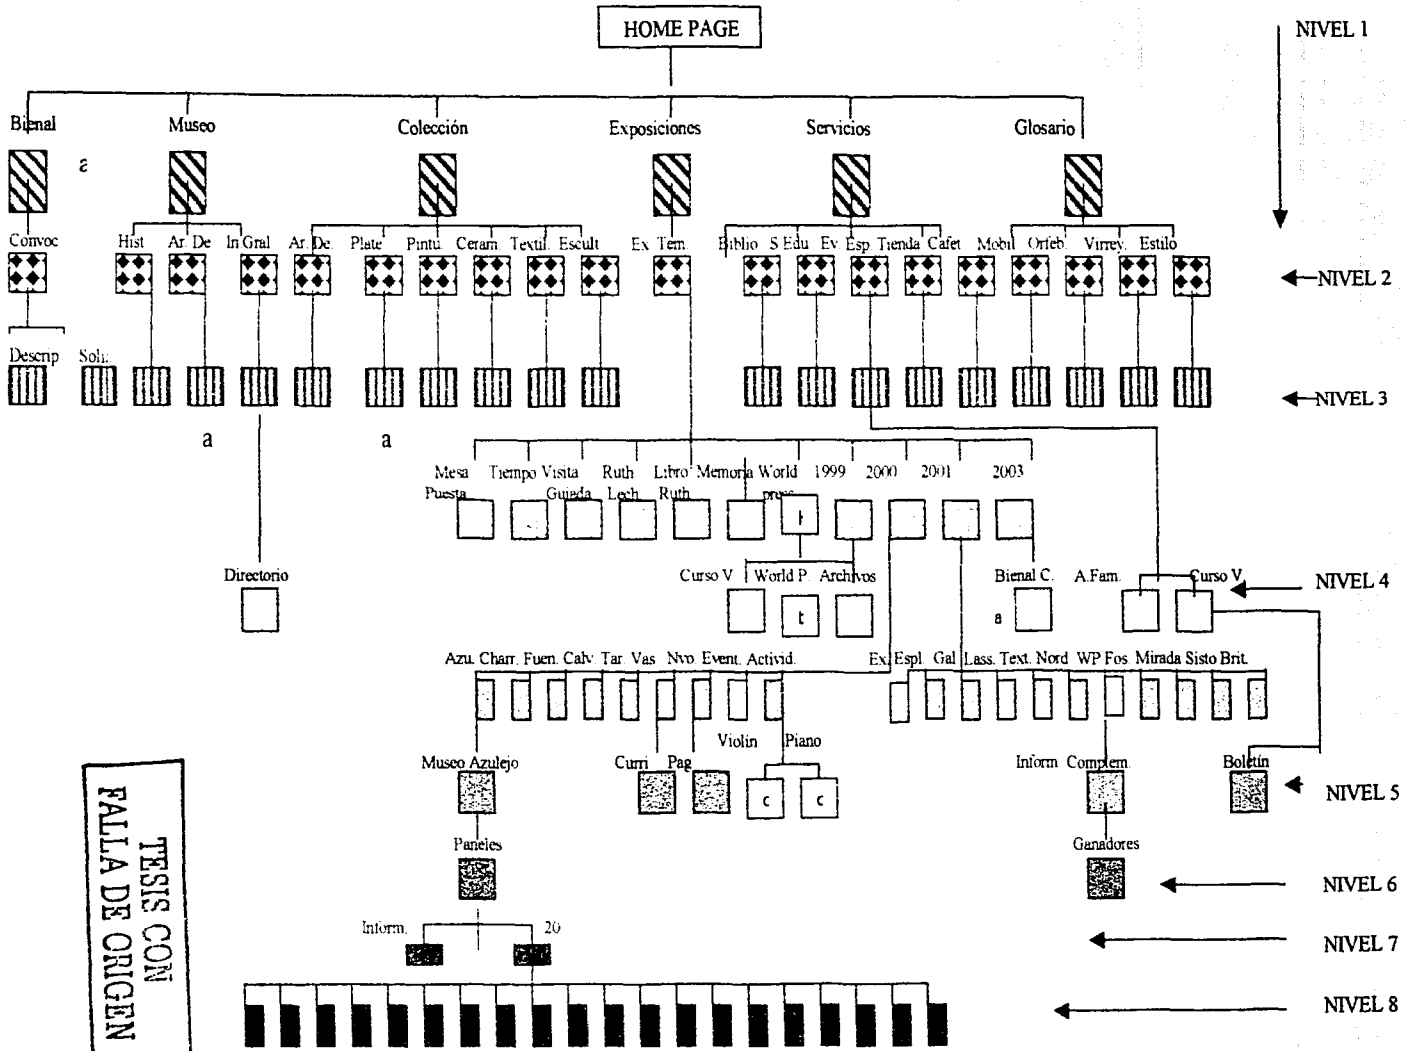 HOME PAGE
NIVEL 1
Bienal Museo Colección Exposiciones Servicios Glosario
a
Convoc Hist Ar. De In Gral Ar. De. Plate Pintu. Ceram. Textil. Escult Ex Tem. Biblio S Edu Ev. Esp. Tienda Cafet Mobil Orfeb. Virrey. Estilo
NIVEL 2
Descrip Soli.
NIVEL 3
a a
Mesa Tiempo Visita Ruth Libro Memoria World 1999 2000 2001 2003
Puesta Guiada Lech. Ruth press
Directorio Curso V World P. Archivos Bienal C. A.Fam. Curso V.
NIVEL 4
t a
Azu. Charr. Fuen. Calv. Tar. Vas Nvo. Event. Activid. Ex. Espl. Gal. Lass. Text. Nord WP Fos. Mirada Sisto Brit.
Violin Piano
Museo Azulejo Curri Pag Inform Complem. Boletín
c c
NIVEL 5
Paneles Ganadores
NIVEL 6
Inform. 20
NIVEL 7
NIVEL 8
TESIS CON
FALLA DE ORIGEN